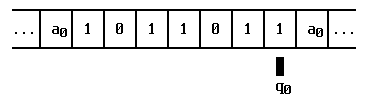 ... a₀ 1 0 1 1 0 1 1 a₀ ...
q₀